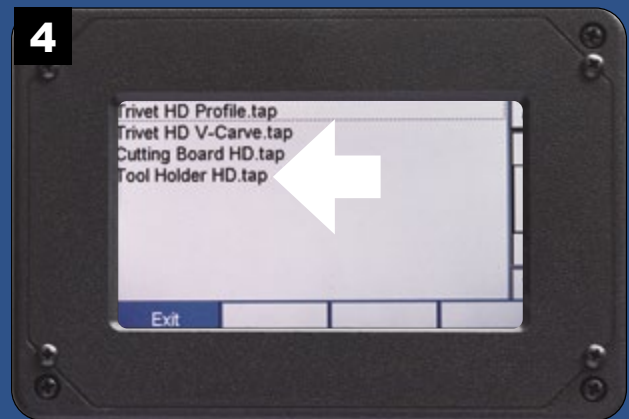 4
Trivet HD Profile.tap
Trivet HD V-Carve.tap
Cutting Board HD.tap
Tool Holder HD.tap
Exit